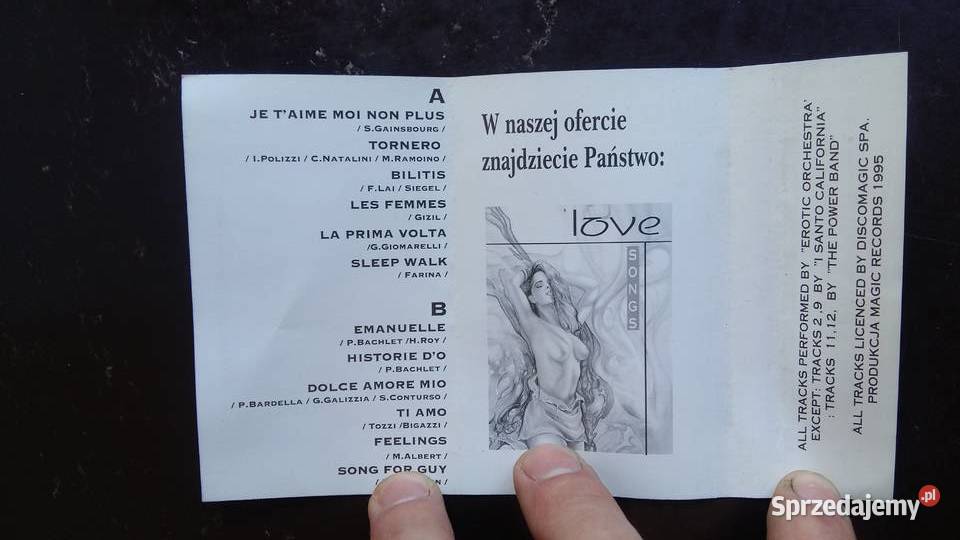 A
JE T'AIME MOI NON PLUS
/ S.GAINSBOURG /
TORNERO
/ I.POLIZZI / C.NATALINI / M.RAMOINO /
BILITIS
/ F.LAI / SIEGEL /
LES FEMMES
/ GIZIL /
LA PRIMA VOLTA
/G.GIOMARELLI /
SLEEP WALK
/ FARINA /
B
EMANUELLE
/ P.BACHLET /H.ROY /
HISTORIE D'O
/ P.BACHLET /
DOLCE AMORE MIO
/ P.BARDELLA / G.GALIZZIA / S.CONTURSO /
TI AMO
/ TOZZI /BIGAZZI /
FEELINGS
/ M.ALBERT /
SONG FOR GUY
W naszej ofercie
znajdziecie Państwo:
love
SONGS
ALL TRACKS PERFORMED BY "EROTIC ORCHESTRA'
EXCEPT: TRACKS 2 ,9 BY "I SANTO CALIFORNIA"
: TRACKS 11,12, BY "THE POWER BAND"
ALL TRACKS LICENCED BY DISCOMAGIC SPA.
PRODUKCJA MAGIC RECORDS 1995
Sprzedajemy.pl